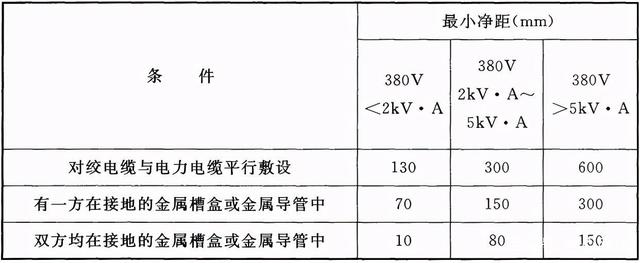 条 件
最小净距(mm)
380V
<2kV·A
380V
2kV·A～
5kV·A
380V
>5kV·A
对绞电缆与电力电缆平行敷设 130 300 600
有一方在接地的金属槽盒或金属导管中 70 150 300
双方均在接地的金属槽盒或金属导管中 10 80 150